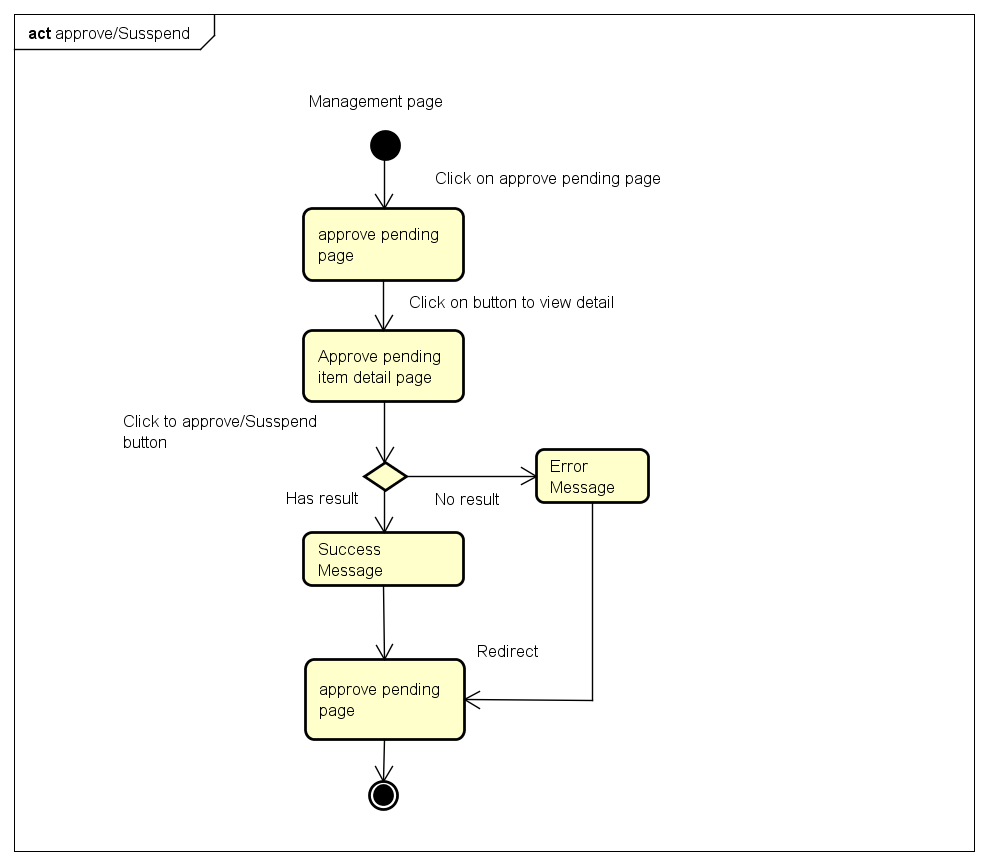 act approve/Susspend
Management page
Click on approve pending page
approve pending
page
Click on button to view detail
Approve pending
item detail page
Click to approve/Susspend
button
Error
Message
Has result
No result
Success
Message
Redirect
approve pending
page